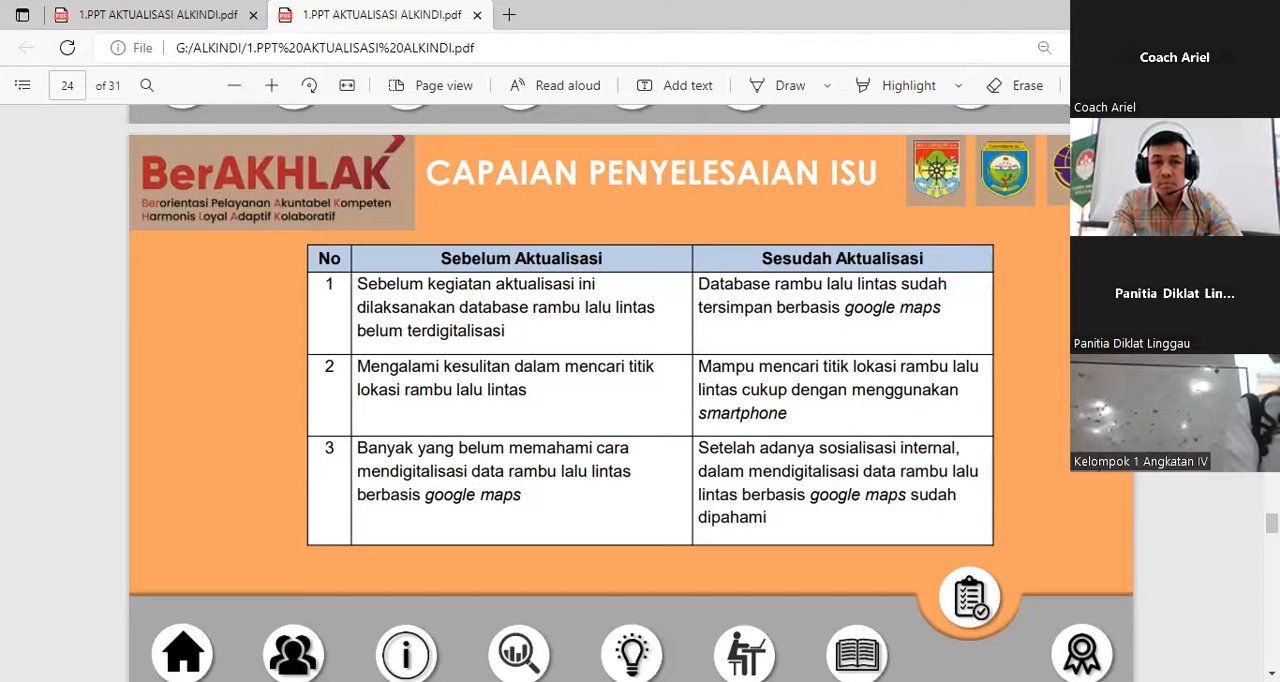 1.PPT AKTUALISASI ALKINDI.pdf
1.PPT AKTUALISASI ALKINDI.pdf
File
G:/ALKINDI/1.PPT%20AKTUALISASI%20ALKINDI.pdf
24 of 31
Page view
Read aloud
Add text
Draw
Highlight
Erase
BerAKHLAK
Berorientasi Pelayanan Akuntabel Kompeten
Harmonis Loyal Adaptif Kolaboratif
CAPAIAN PENYELESAIAN ISU
No Sebelum Aktualisasi Sesudah Aktualisasi
1
Sebelum kegiatan aktualisasi ini
dilaksanakan database rambu lalu lintas
belum terdigitalisasi
Database rambu lalu lintas sudah
tersimpan berbasis google maps
2
Mengalami kesulitan dalam mencari titik
lokasi rambu lalu lintas
Mampu mencari titik lokasi rambu lalu
lintas cukup dengan menggunakan
smartphone
3
Banyak yang belum memahami cara
mendigitalisasi data rambu lalu lintas
berbasis google maps
Setelah adanya sosialisasi internal,
dalam mendigitalisasi data rambu lalu
lintas berbasis google maps sudah
dipahami
Coach Ariel
Coach Ariel
Panitia Diklat Lin...
Panitia Diklat Linggau
Kelompok 1 Angkatan IV